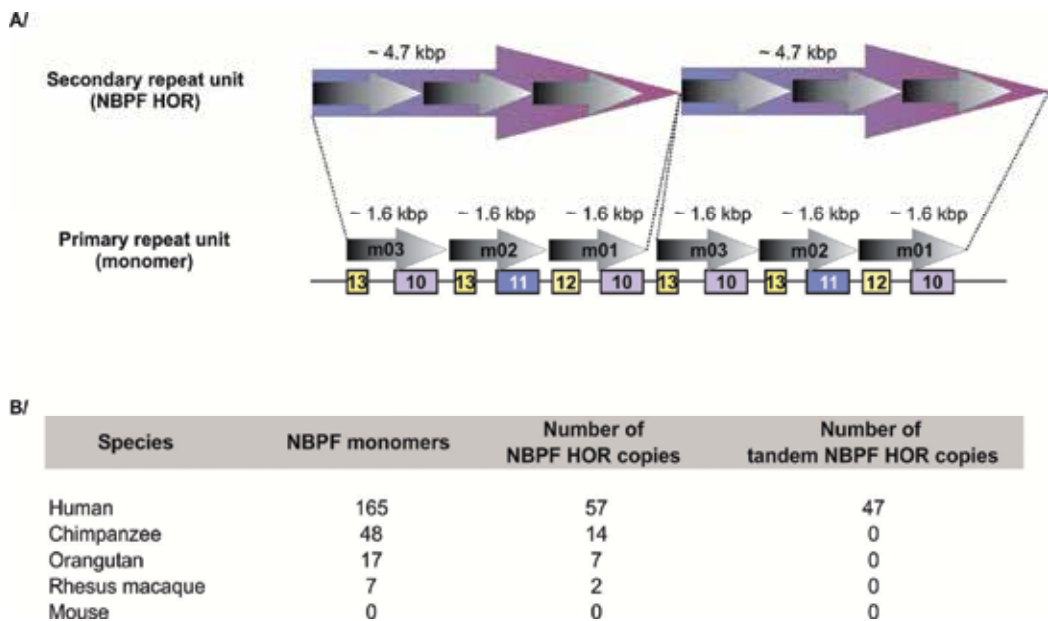 A/
~ 4.7 kbp ~ 4.7 kbp
Secondary repeat unit
(NBPF HOR)
~ 1.6 kbp ~ 1.6 kbp ~ 1.6 kbp ~ 1.6 kbp ~ 1.6 kbp ~ 1.6 kbp
Primary repeat unit
(monomer)
m03 m02 m01 m03 m02 m01
13 10 13 11 12 10 13 10 13 11 12 10
B/
Species NBPF monomers Number of NBPF HOR copies Number of tandem NBPF HOR copies
Human 165 57 47
Chimpanzee 48 14 0
Orangutan 17 7 0
Rhesus macaque 7 2 0
Mouse 0 0 0